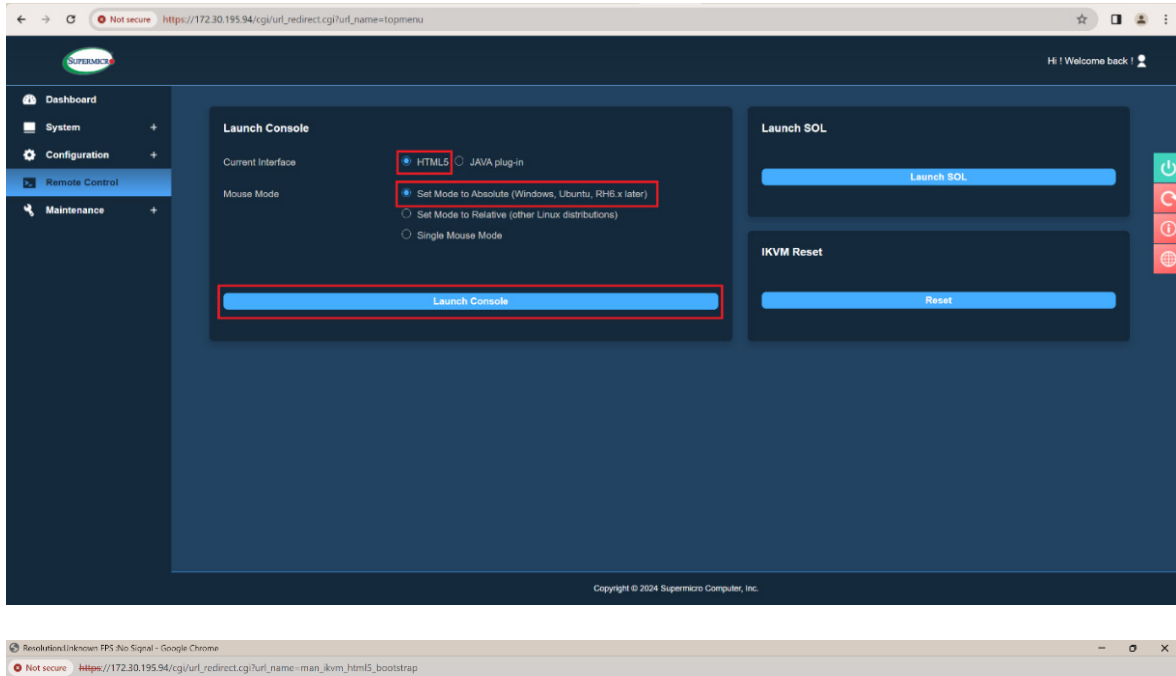 Not secure https://172.30.195.94/cgi/url_redirect.cgi?url_name=topmenu
SUPERMICRO
Hi ! Welcome back !
Dashboard
System +
Configuration +
Remote Control
Maintenance +
Launch Console
Current Interface HTML5 JAVA plug-in
Mouse Mode Set Mode to Absolute (Windows, Ubuntu, RH6.x later)
Set Mode to Relative (other Linux distributions)
Single Mouse Mode
Launch Console
Launch SOL
Launch SOL
IKVM Reset
Reset
Copyright © 2024 Supermicro Computer, Inc.
Resolution:Unknown FPS :No Signal - Google Chrome
Not secure https://172.30.195.94/cgi/url_redirect.cgi?url_name=man_ikvm_html5_bootstrap